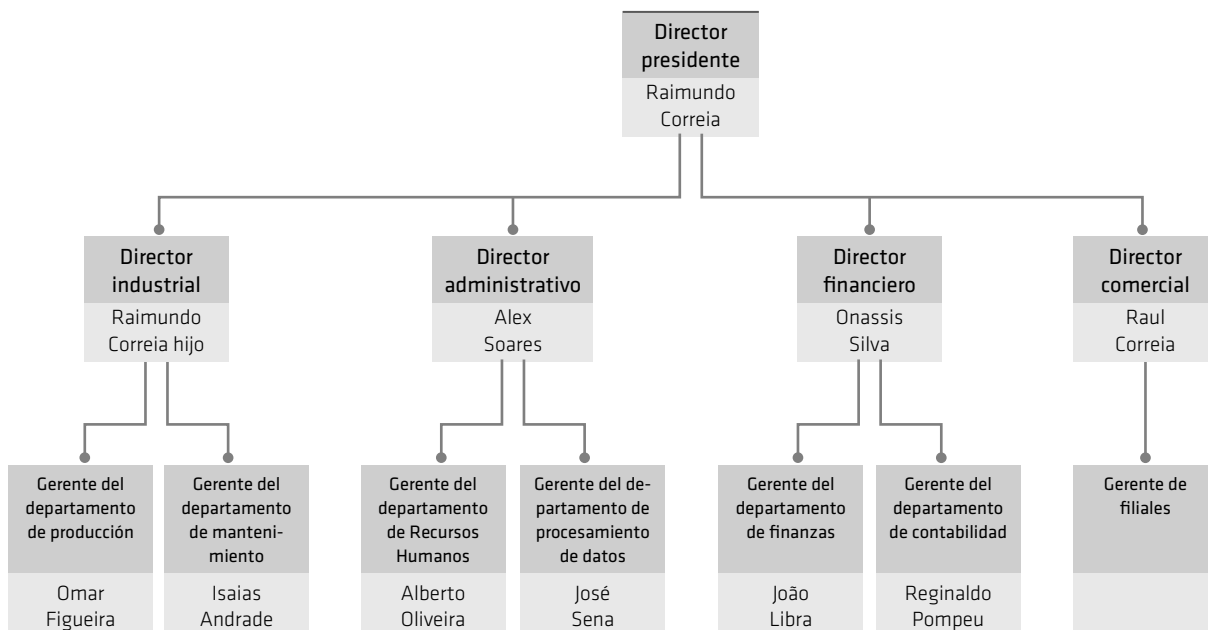 Director
presidente
Raimundo
Correia
Director
industrial
Raimundo
Correia hijo
Director
administrativo
Alex
Soares
Director
financiero
Onassis
Silva
Director
comercial
Raul
Correia
Gerente del
departamento
de producción
Omar
Figueira
Gerente del
departamento
de manteni-
miento
Isaias
Andrade
Gerente del
departamento
de Recursos
Humanos
Alberto
Oliveira
Gerente del de-
partamento de
procesamiento
de datos
José
Sena
Gerente del
departamento
de finanzas
João
Libra
Gerente del
departamento
de contabilidad
Reginaldo
Pompeu
Gerente de
filiales